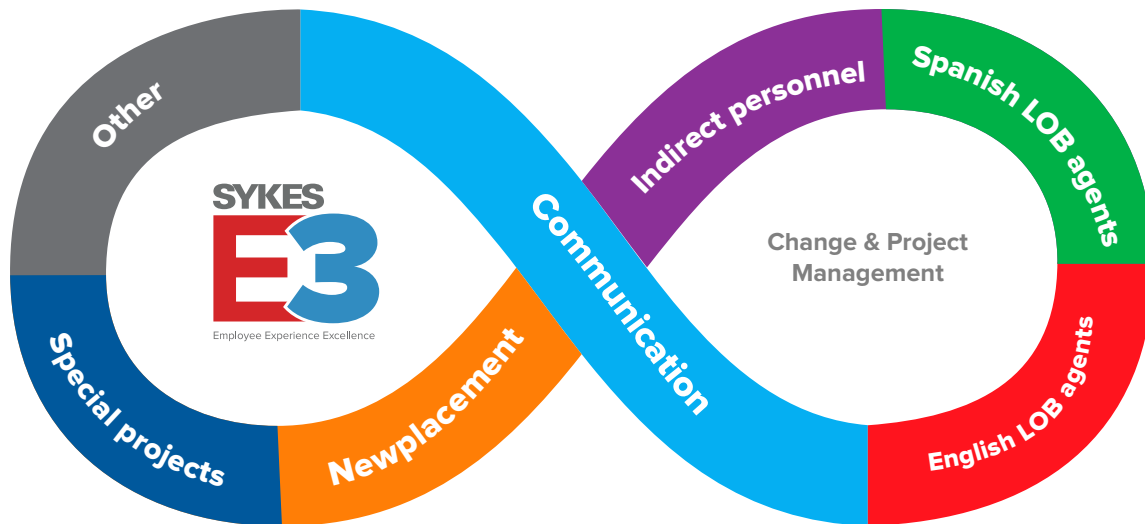 Other
Communication
Indirect personnel
Spanish LOB agents
SYKES
E3
Employee Experience Excellence
Change & Project
Management
Special projects
Newplacement
English LOB agents